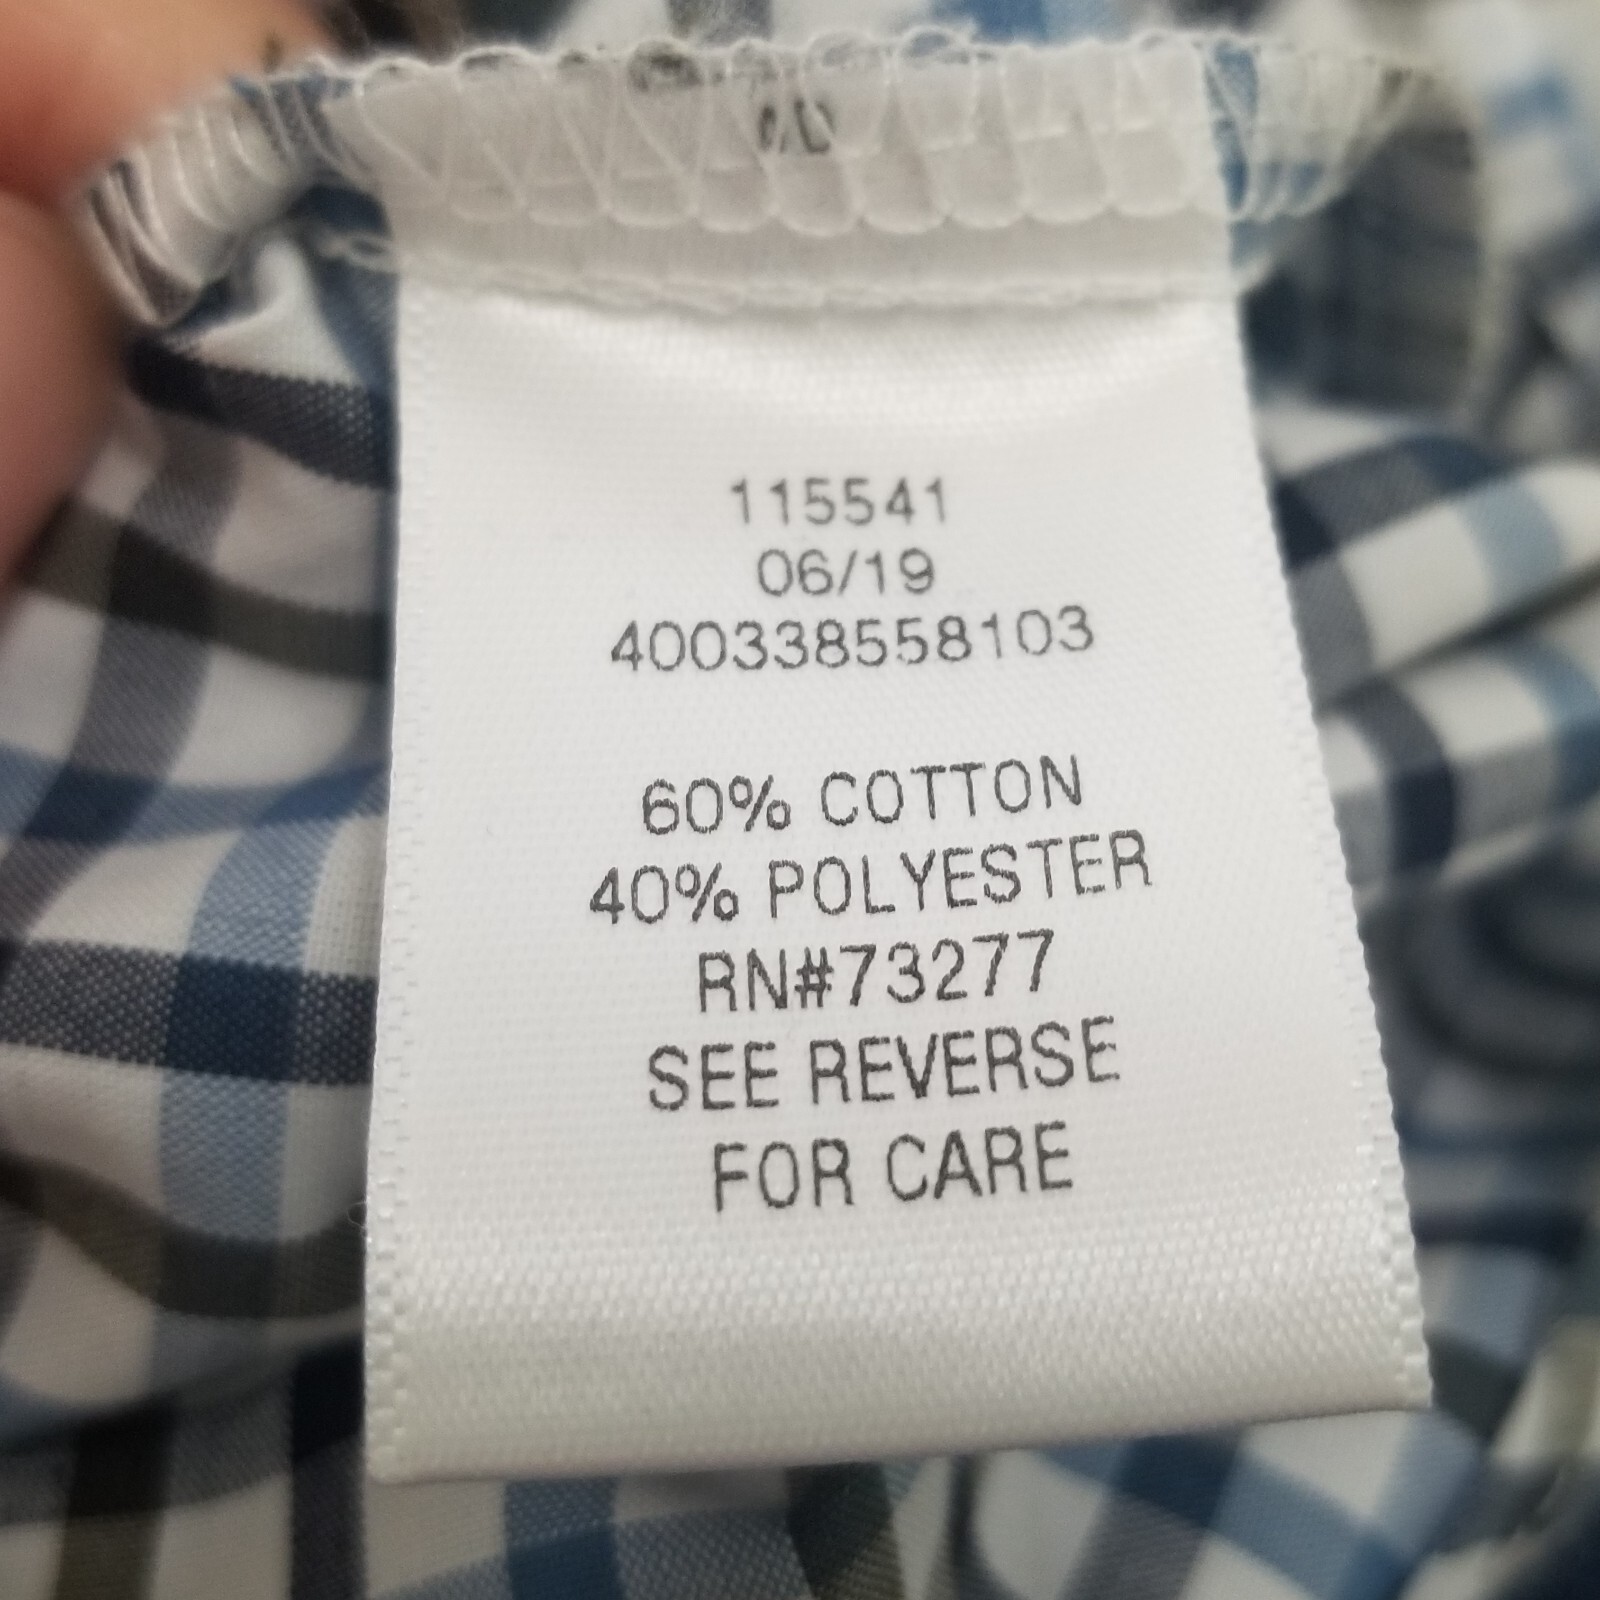 115541
06/19
400338558103
60% COTTON
40% POLYESTER
RN#73277
SEE REVERSE
FOR CARE